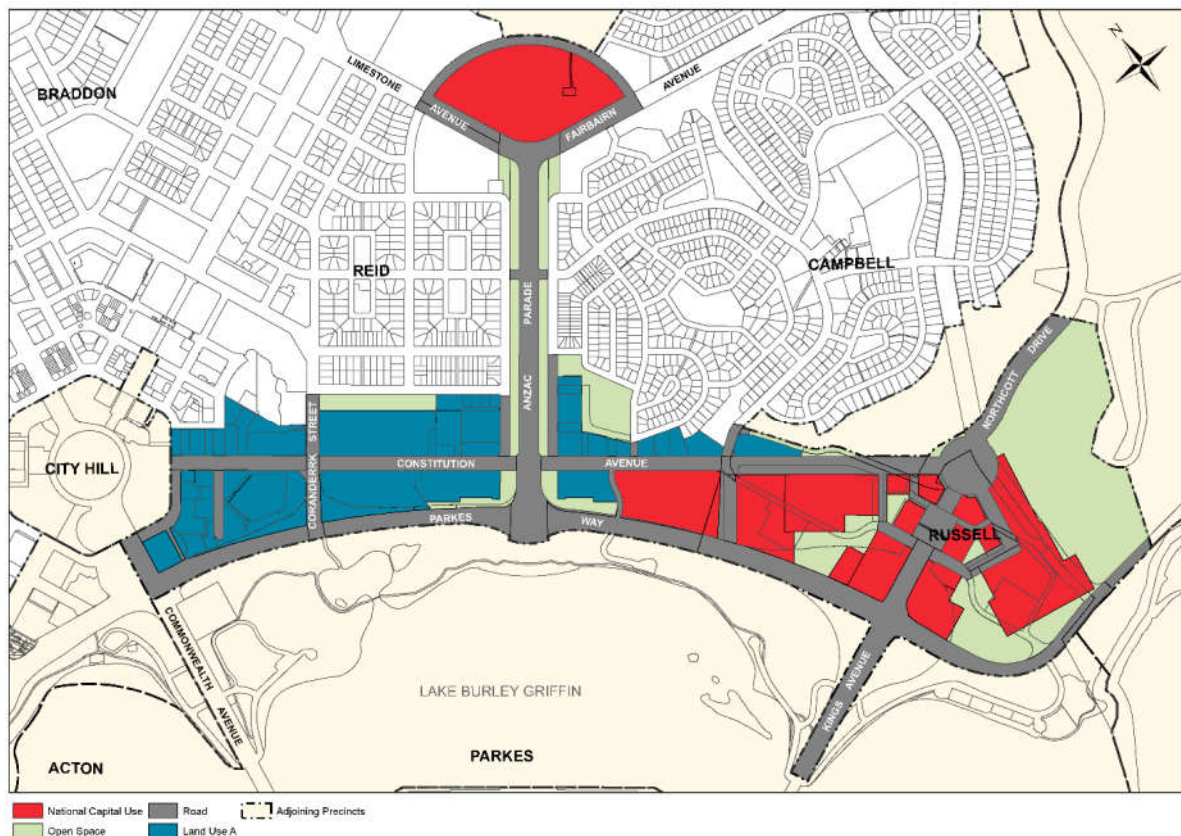 N
LIMESTONE
AVENUE
BRADDON
AVENUE
FAIRBAIRN
REID
CAMPBELL
ANZAC PARADE
NORTHCOTT DRIVE
CORANDERRK STREET
CITY HILL
CONSTITUTION
AVENUE
PARKES
WAY
RUSSELL
COMMONWEALTH AVENUE
KINGS AVENUE
LAKE BURLEY GRIFFIN
PARKES
ACTON
National Capital Use
Road
Adjoining Precincts
Open Space
Land Use A